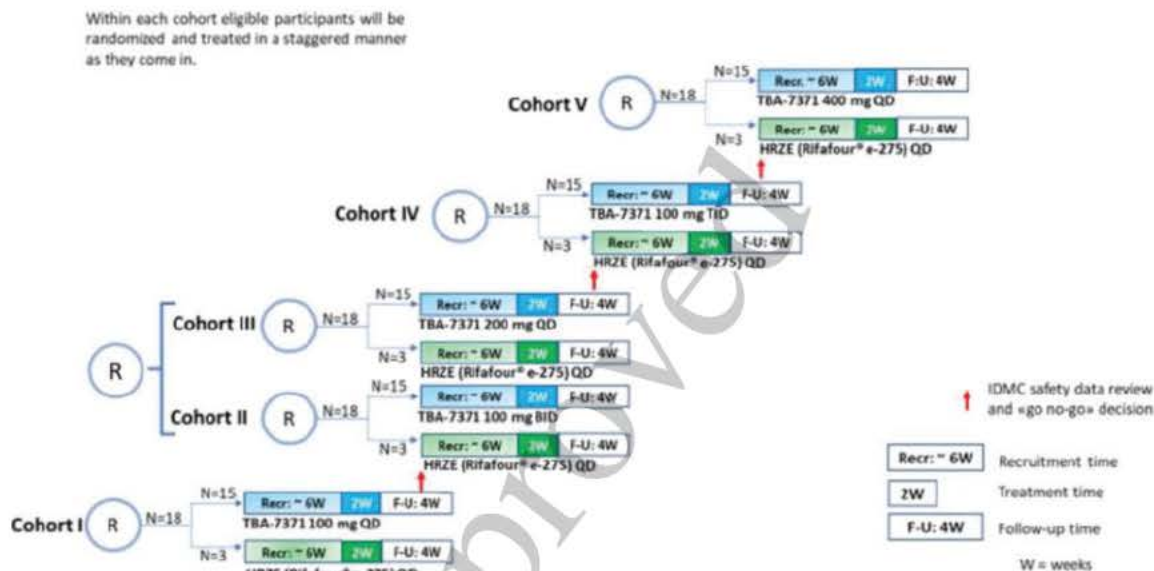 Within each cohort eligible participants will be
randomized and treated in a staggered manner
as they come in.
Cohort V
R
N=18
N=15
Recr. ~ 6W
2W
F:U: 4W
TBA-7371 400 mg QD
N=3
Recr: ~ 6W
2W
F-U: 4W
HRZE (Rifafour® e-275) QD
Cohort IV
R
N=18
N=15
Recr: ~ 6W
2W
F-U: 4W
TBA-7371 100 mg TID
N=3
Recr: ~ 6W
2W
F-U: 4W
HRZE (Rifafour® e-275) QD
R
Cohort III
R
N=18
N=15
Recr: ~ 6W
2W
F-U: 4W
TBA-7371 200 mg QD
N=3
Recr: ~ 6W
2W
F-U: 4W
HRZE (Rifafour® e-275) QD
Cohort II
R
N=18
N=15
Recr: ~ 6W
2W
F-U: 4W
TBA-7371 100 mg BID
N=3
Recr: ~ 6W
2W
F-U: 4W
HRZE (Rifafour® e-275) QD
Cohort I
R
N=18
N=15
Recr: ~ 6W
2W
F-U: 4W
TBA-7371 100 mg QD
N=3
Recr: ~ 6W
2W
F-U: 4W
IDMC safety data review
and «go no-go» decision
Recr: ~ 6W
Recruitment time
2W
Treatment time
F-U: 4W
Follow-up time
W = weeks
proved